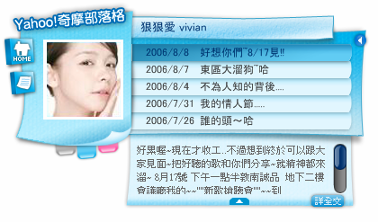 Yahoo!奇摩部落格
狠狠愛 vivian
HOME
2006/8/8 好想你們~8/17見!!
2006/8/7 東區大溜狗~哈
2006/8/4 不為人知的背後....
2006/7/31 我的情人節.....
2006/7/26 誰的頭~哈
好黑喔~現在才收工..不過想到終於可以跟大
家見面~把好聽的歌和你們分享~就精神都來
溜~ 8月17號 下午一點半敦南誠品 地下二樓
會議廳我的~""新歌搶聽會""~~到
詳全文